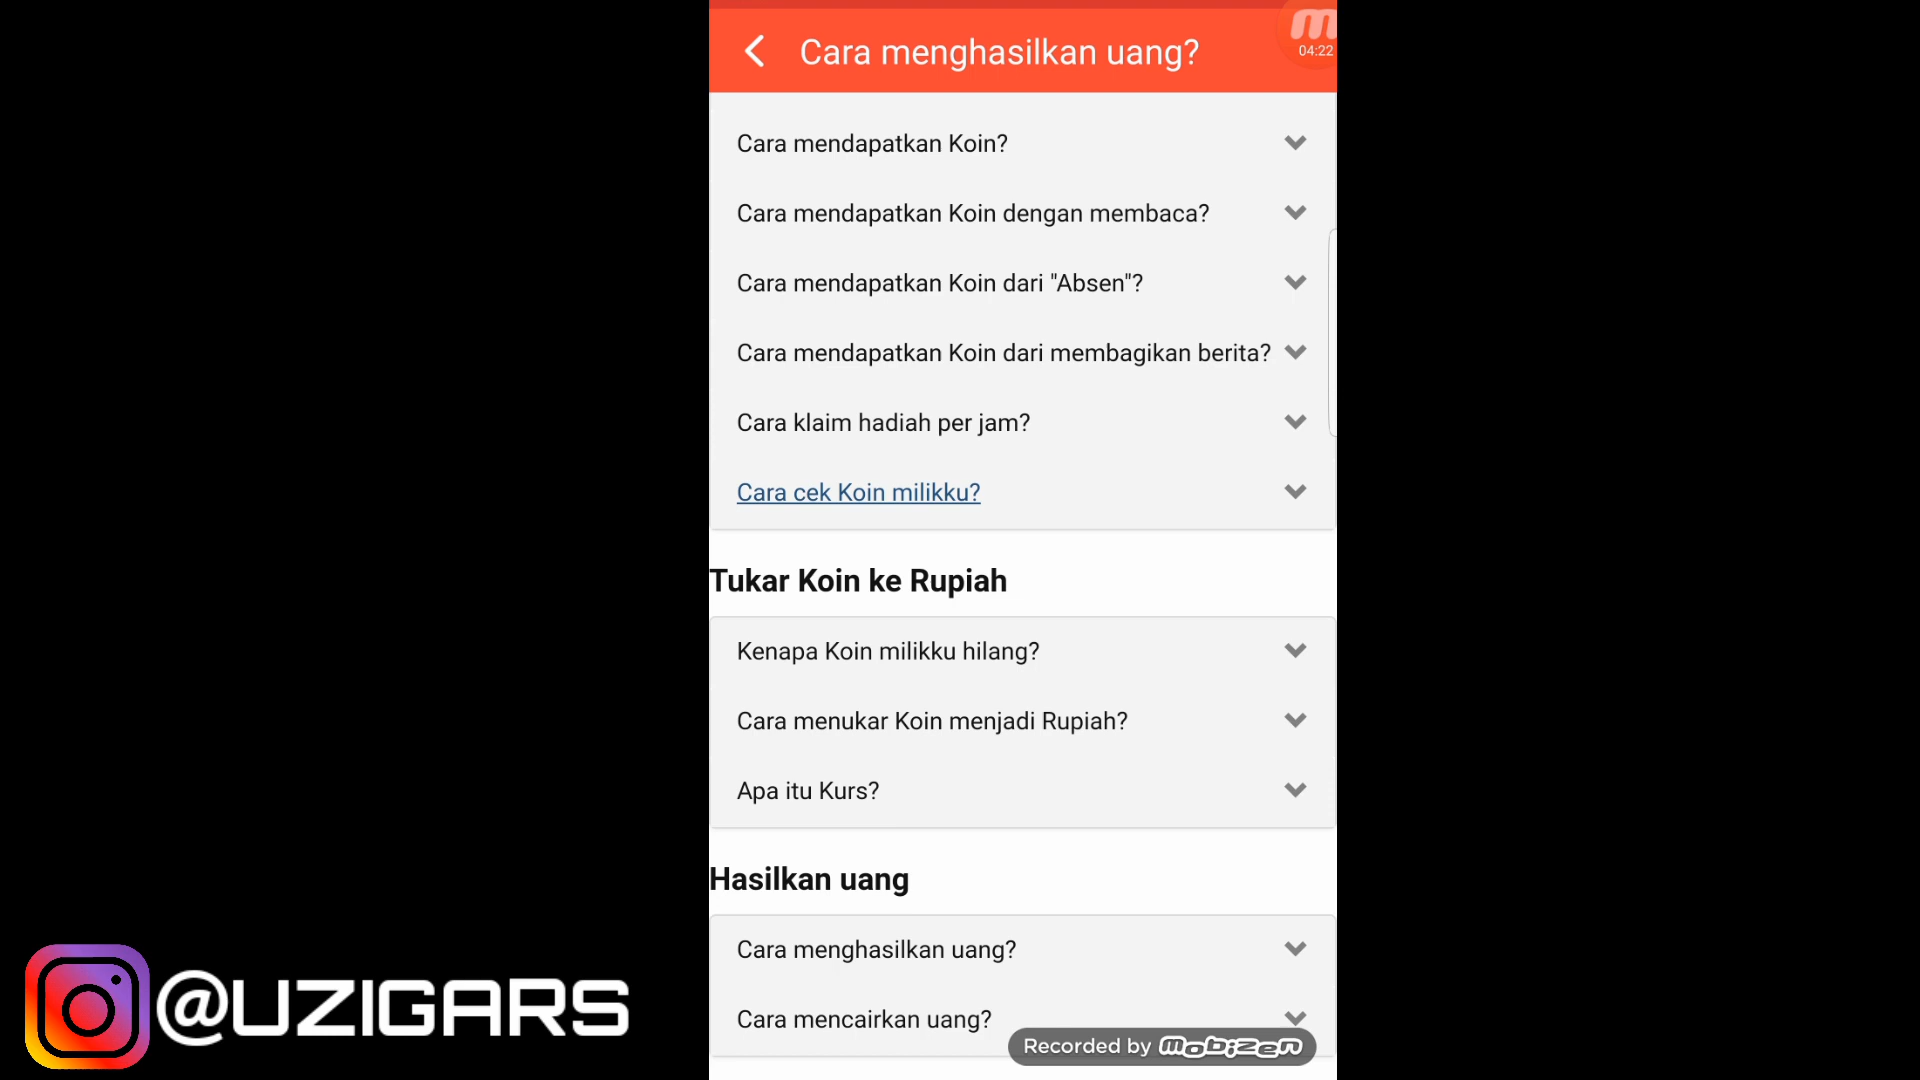 Cara menghasilkan uang?
04:22
Cara mendapatkan Koin?
Cara mendapatkan Koin dengan membaca?
Cara mendapatkan Koin dari "Absen"?
Cara mendapatkan Koin dari membagikan berita?
Cara klaim hadiah per jam?
Cara cek Koin milikku?
Tukar Koin ke Rupiah
Kenapa Koin milikku hilang?
Cara menukar Koin menjadi Rupiah?
Apa itu Kurs?
Hasilkan uang
Cara menghasilkan uang?
Cara mencairkan uang?
Recorded by mobizen
@UZIGARS